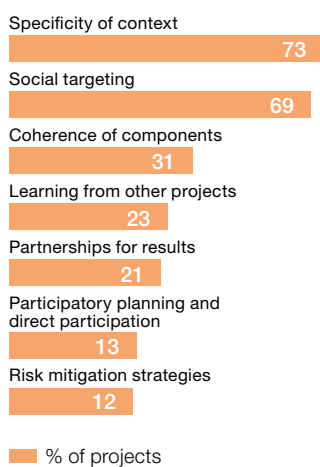 Specificity of context
73
Social targeting
69
Coherence of components
31
Learning from other projects
23
Partnerships for results
21
Participatory planning and
direct participation
13
Risk mitigation strategies
12
% of projects